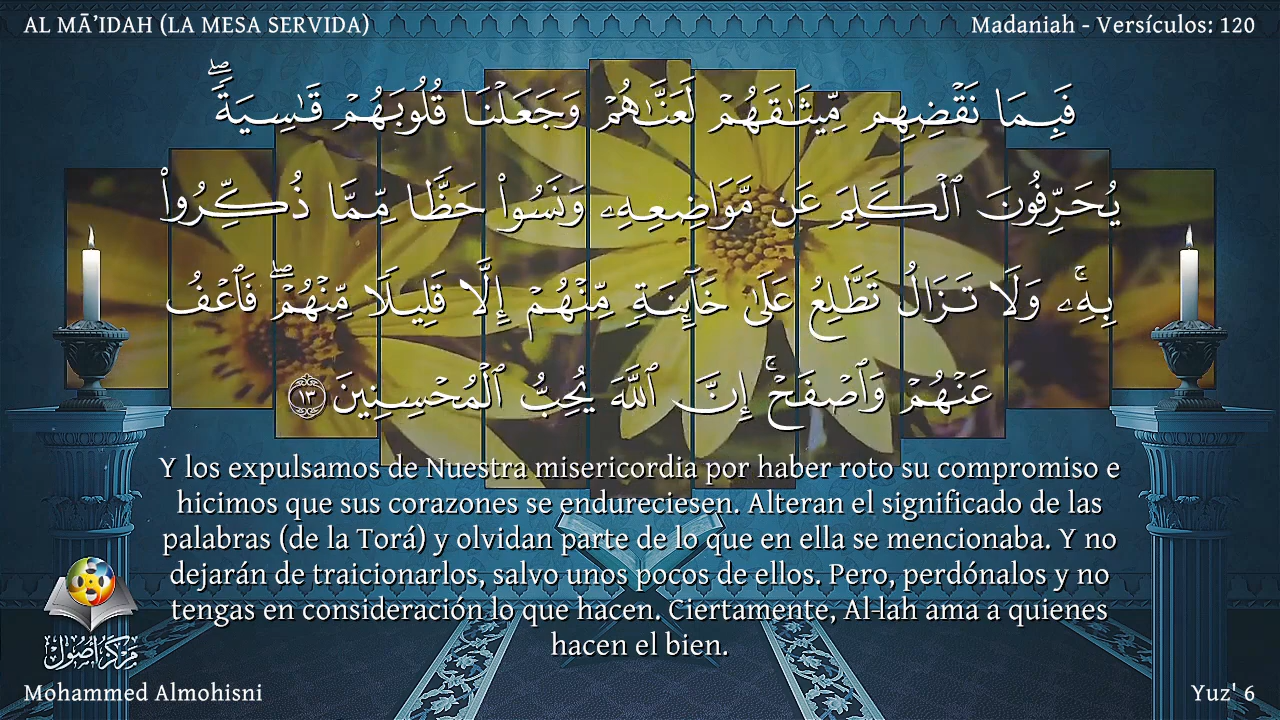 AL MĀ’IDAH (LA MESA SERVIDA)
Madaniah - Versículos: 120
فَبِمَا نَقْضِهِم مِّيثَٰقَهُمْ لَعَنَّٰهُمْ وَجَعَلْنَا قُلُوبَهُمْ قَٰسِيَةًۖ
يُحَرِّفُونَ ٱلْكَلِمَ عَن مَّوَاضِعِهِۦ وَنَسُوا۟ حَظًّا مِّمَّا ذُكِّرُوا۟
بِهِۦۚ وَلَا تَزَالُ تَطَّلِعُ عَلَىٰ خَآئِنَةٍ مِّنْهُمْ إِلَّا قَلِيلًا مِّنْهُمْۖ فَٱعْفُ
عَنْهُمْ وَٱصْفَحْۚ إِنَّ ٱللَّهَ يُحِبُّ ٱلْمُحْسِنِينَ ١٣
Y los expulsamos de Nuestra misericordia por haber roto su compromiso e
hicimos que sus corazones se endureciesen. Alteran el significado de las
palabras (de la Torá) y olvidan parte de lo que en ella se mencionaba. Y no
dejarán de traicionarlos, salvo unos pocos de ellos. Pero, perdónalos y no
tengas en consideración lo que hacen. Ciertamente, Al-lah ama a quienes
hacen el bien.
مركز أصول
Mohammed Almohisni
Yuz' 6